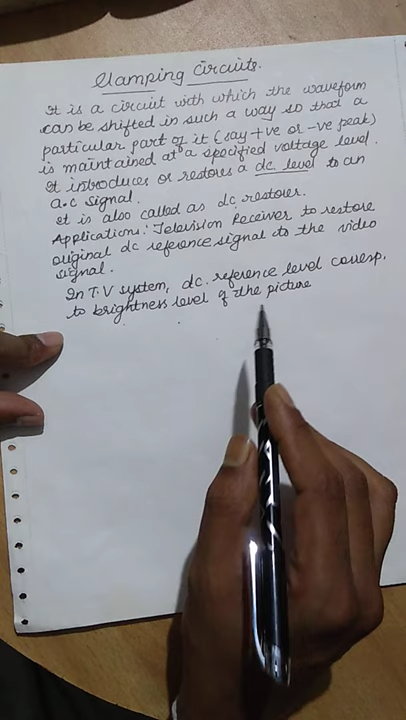 Clamping Circuits.
It is a circuit with which the waveform
can be shifted in such a way so that a
particular part of it (say +ve or -ve peak)
is maintained at a specified voltage level.
It introduces or restores a dc. level to an
a.c signal.
It is also called as dc restorer.
Applications: Television Receiver to restore
original dc reference signal to the video
signal.
In T.V system, dc. reference level corresp.
to brightness level of the picture